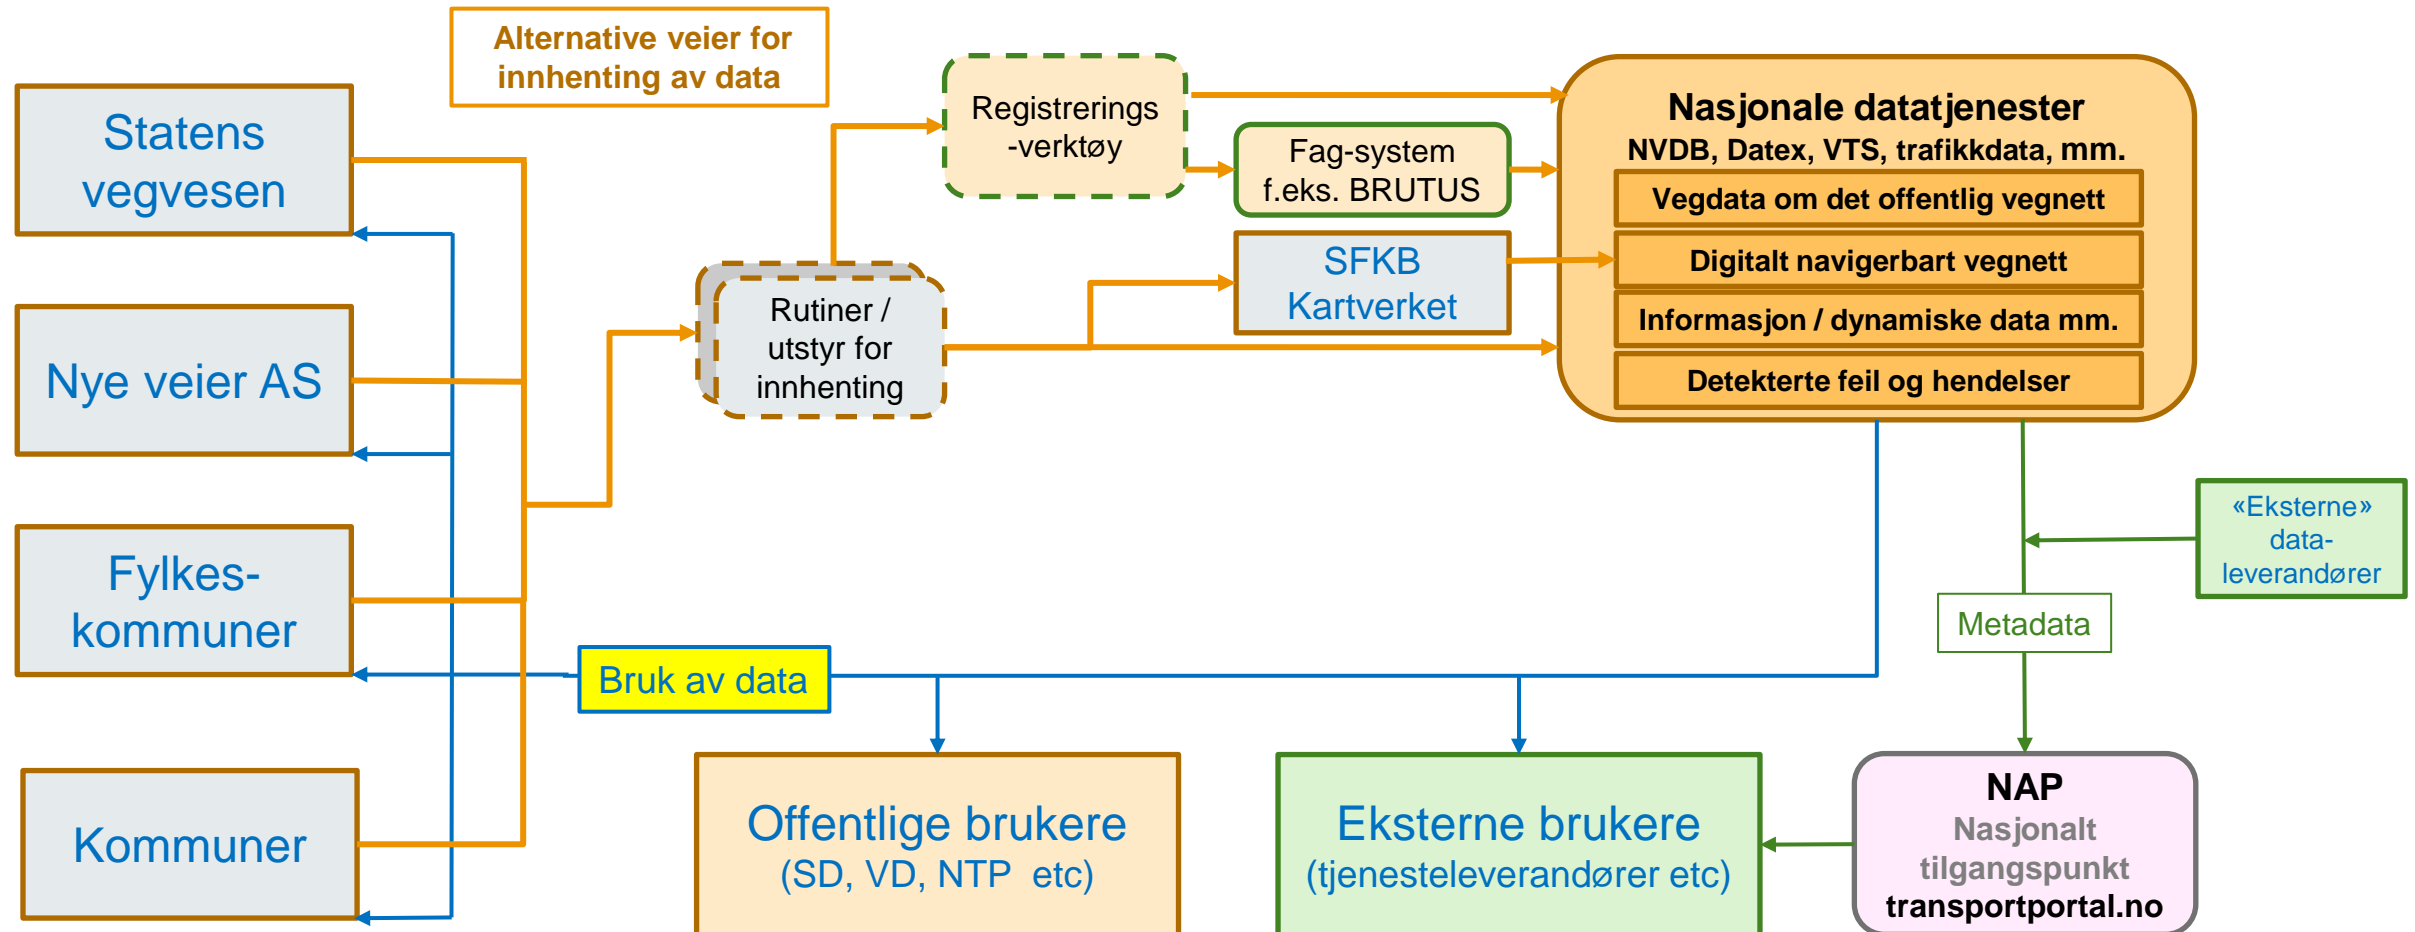 Alternative veier for
innhenting av data
Statens
vegvesen
Nye veier AS
Fylkes-
kommuner
Kommuner
Rutiner /
utstyr for
innhenting
Registrerings
-verktøy
Fag-system
f.eks. BRUTUS
SFKB
Kartverket
Nasjonale datatjenester
NVDB, Datex, VTS, trafikkdata, mm.
Vegdata om det offentlig vegnett
Digitalt navigerbart vegnett
Informasjon / dynamiske data mm.
Detekterte feil og hendelser
«Eksterne»
data-
leverandører
Metadata
Bruk av data
Offentlige brukere
(SD, VD, NTP  etc)
Eksterne brukere
(tjenesteleverandører etc)
NAP
Nasjonalt
tilgangspunkt
transportportal.no